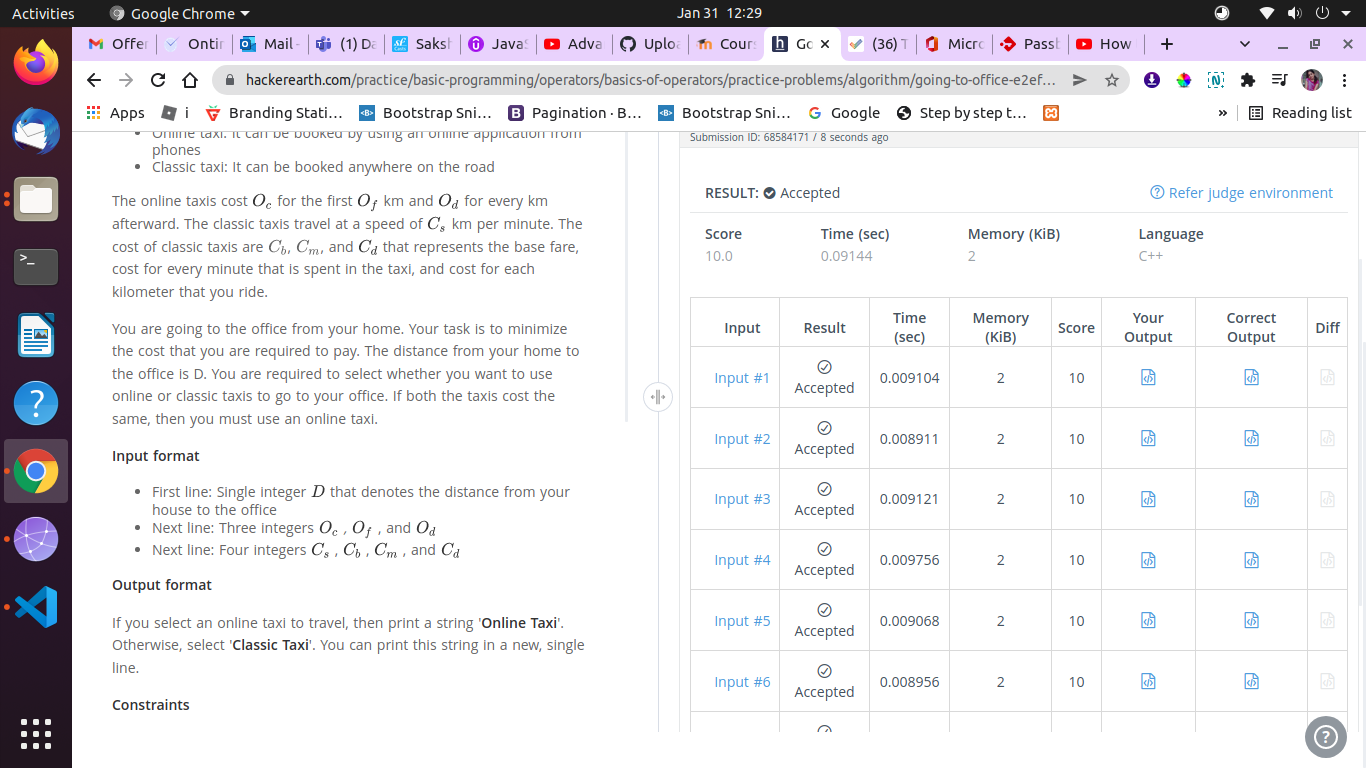 Activities
Google Chrome
Jan 31 12:29
Offer
Ontin
Mail -
(1) Da
Saksh
JavaS
Adva
Uploa
Cours
Go
(36) T
Micro
Passb
How
hackerearth.com/practice/basic-programming/operators/basics-of-operators/practice-problems/algorithm/going-to-office-e2ef...
Apps
i
Branding Stati...
Bootstrap Sni...
Pagination · B...
Bootstrap Sni...
Google
Step by step t...
»
Reading list
• Online taxi: It can be booked by using an online application from
phones
• Classic taxi: It can be booked anywhere on the road
The online taxis cost Oc for the first Of km and Od for every km
afterward. The classic taxis travel at a speed of Cs km per minute. The
cost of classic taxis are Cb, Cm, and Cd that represents the base fare,
cost for every minute that is spent in the taxi, and cost for each
kilometer that you ride.
You are going to the office from your home. Your task is to minimize
the cost that you are required to pay. The distance from your home to
the office is D. You are required to select whether you want to use
online or classic taxis to go to your office. If both the taxis cost the
same, then you must use an online taxi.
Input format
• First line: Single integer D that denotes the distance from your
house to the office
• Next line: Three integers Oc , Of , and Od
• Next line: Four integers Cs , Cb , Cm , and Cd
Output format
If you select an online taxi to travel, then print a string 'Online Taxi'.
Otherwise, select 'Classic Taxi'. You can print this string in a new, single
line.
Constraints
Submission ID: 68584171 / 8 seconds ago
RESULT: Accepted
Refer judge environment
Score Time (sec) Memory (KiB) Language
10.0 0.09144 2 C++
Input Result Time (sec) Memory (KiB) Score Your Output Correct Output Diff
Input #1 Accepted 0.009104 2 10
Input #2 Accepted 0.008911 2 10
Input #3 Accepted 0.009121 2 10
Input #4 Accepted 0.009756 2 10
Input #5 Accepted 0.009068 2 10
Input #6 Accepted 0.008956 2 10